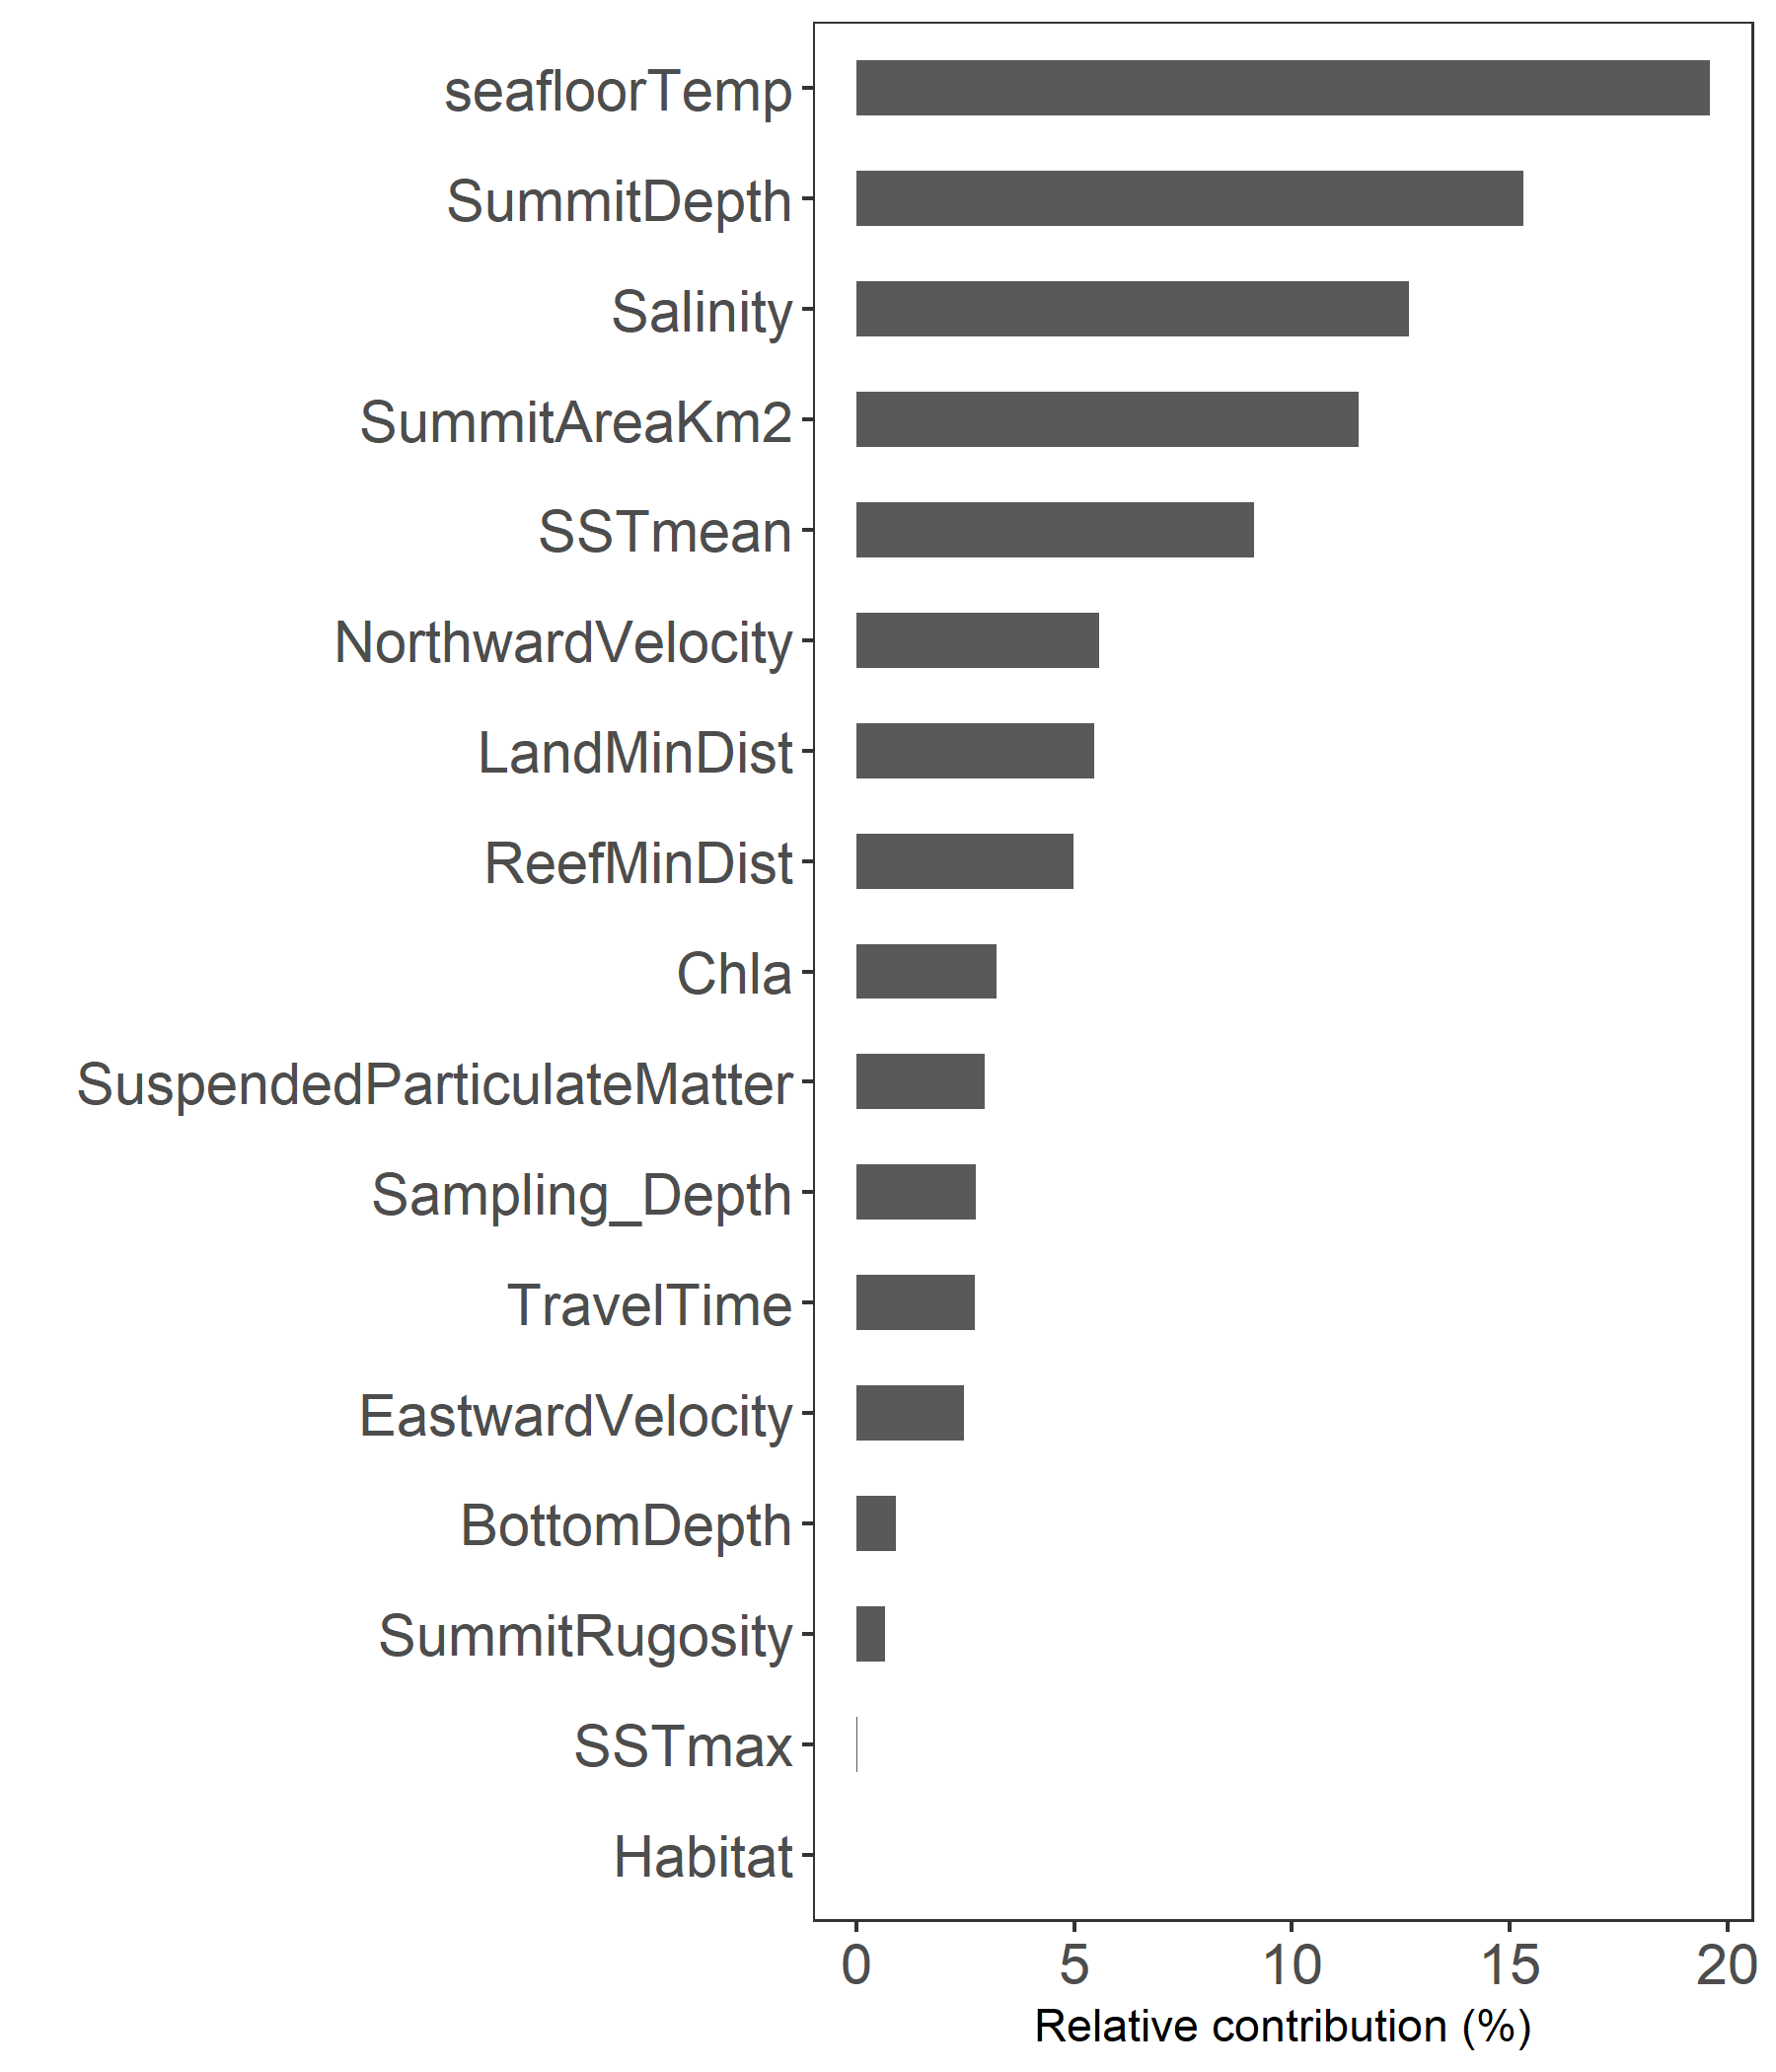 seafloorTemp
SummitDepth
Salinity
SummitAreaKm2
SSTmean
NorthwardVelocity
LandMinDist
ReefMinDist
Chla
SuspendedParticulateMatter
Sampling_Depth
TravelTime
EastwardVelocity
BottomDepth
SummitRugosity
SSTmax
Habitat
0 5 10 15 20
Relative contribution (%)